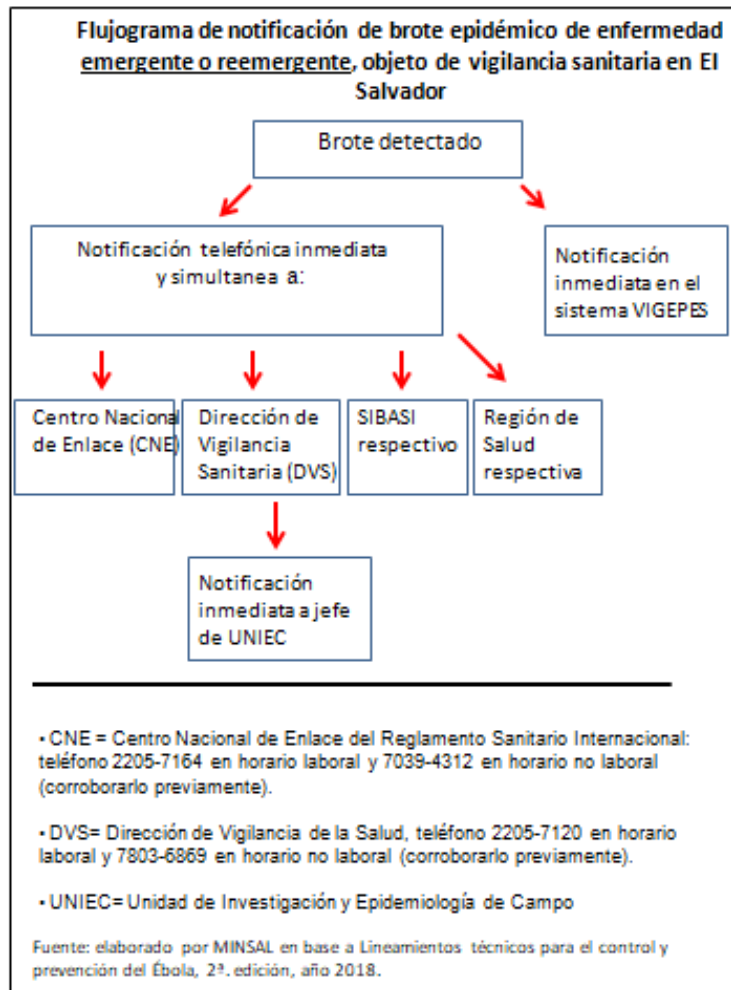 Flujograma de notificación de brote epidémico de enfermedad
emergente o reemergente, objeto de vigilancia sanitaria en El
Salvador
Brote detectado
Notificación telefónica inmediata
y simultanea a:
Notificación
inmediata en el
sistema VIGEPES
Centro Nacional
de Enlace (CNE)
Dirección de
Vigilancia
Sanitaria (DVS)
SIBASI
respectivo
Región de
Salud
respectiva
Notificación
inmediata a jefe
de UNIEC
• CNE = Centro Nacional de Enlace del Reglamento Sanitario Internacional:
teléfono 2205-7164 en horario laboral y 7039-4312 en horario no laboral
(corroborarlo previamente).
• DVS= Dirección de Vigilancia de la Salud, teléfono 2205-7120 en horario
laboral y 7803-6869 en horario no laboral (corroborarlo previamente).
• UNIEC= Unidad de Investigación y Epidemiología de Campo
Fuente: elaborado por MINSAL en base a Lineamientos técnicos para el control y
prevención del Ébola, 2ª. edición, año 2018.